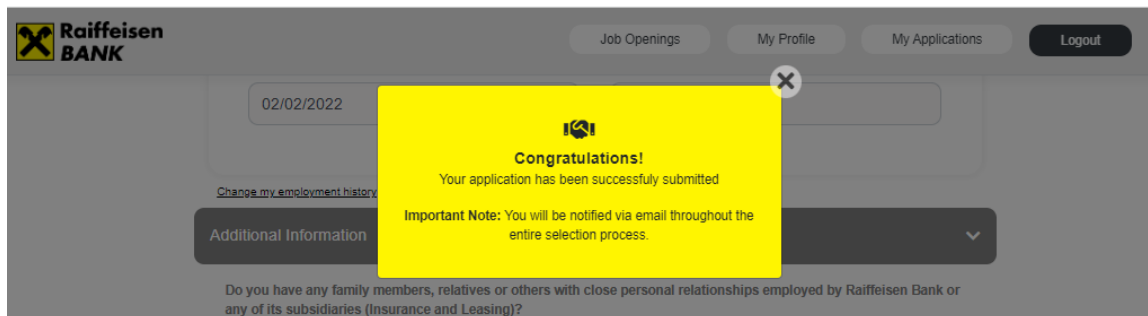 Raiffeisen
BANK
Job Openings
My Profile
My Applications
Logout
02/02/2022
Congratulations!
Your application has been successfuly submitted
Important Note: You will be notified via email throughout the
entire selection process.
Change my employment history
Additional Information
Do you have any family members, relatives or others with close personal relationships employed by Raiffeisen Bank or
any of its subsidiaries (Insurance and Leasing)?